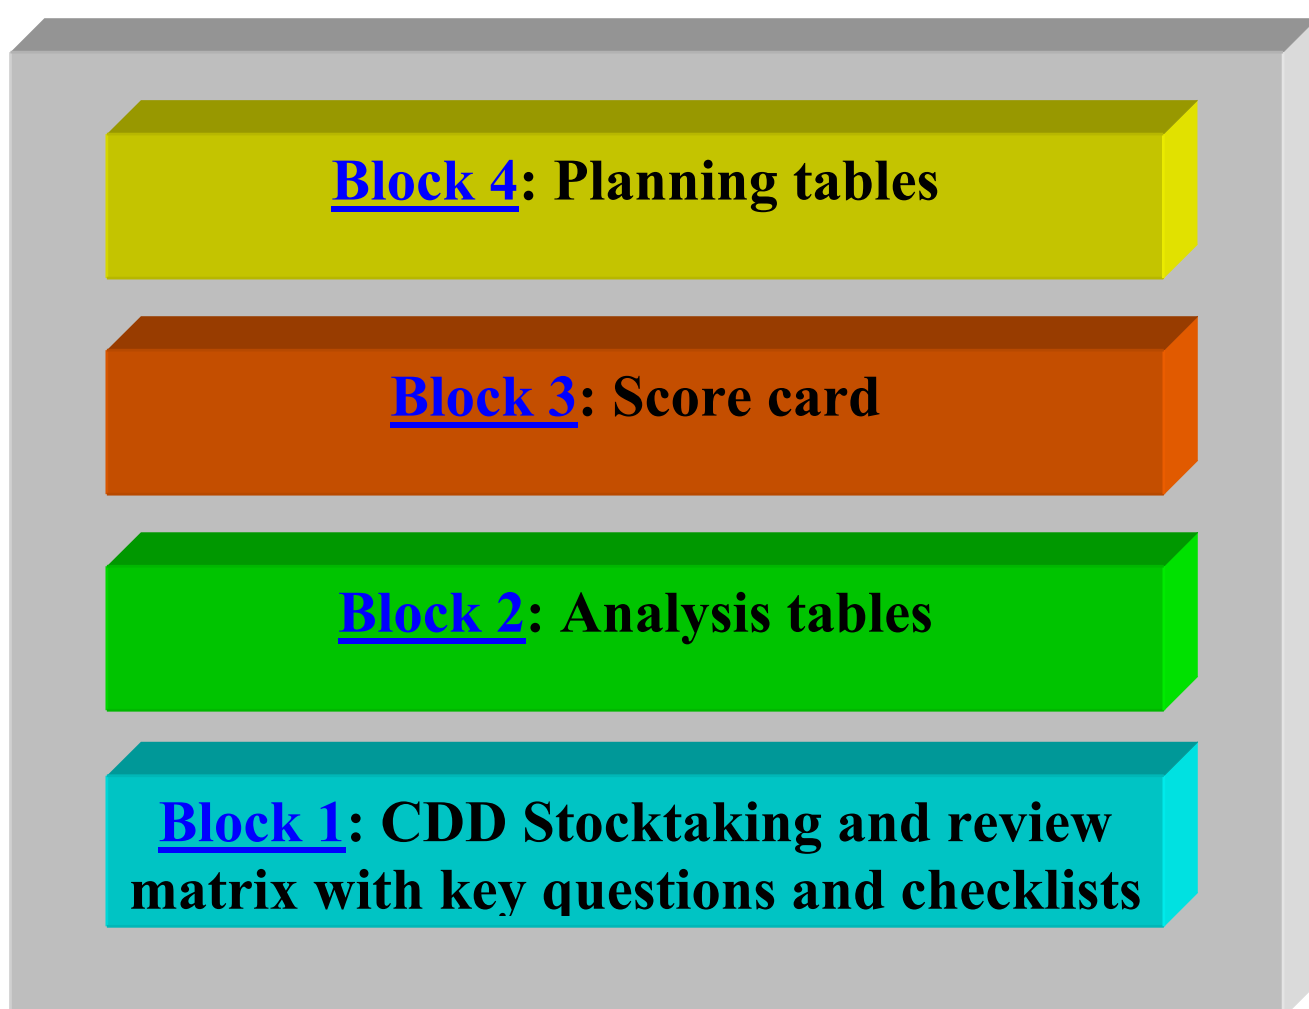 Block 4: Planning tables
Block 3: Score card
Block 2: Analysis tables
Block 1: CDD Stocktaking and review
matrix with key questions and checklists